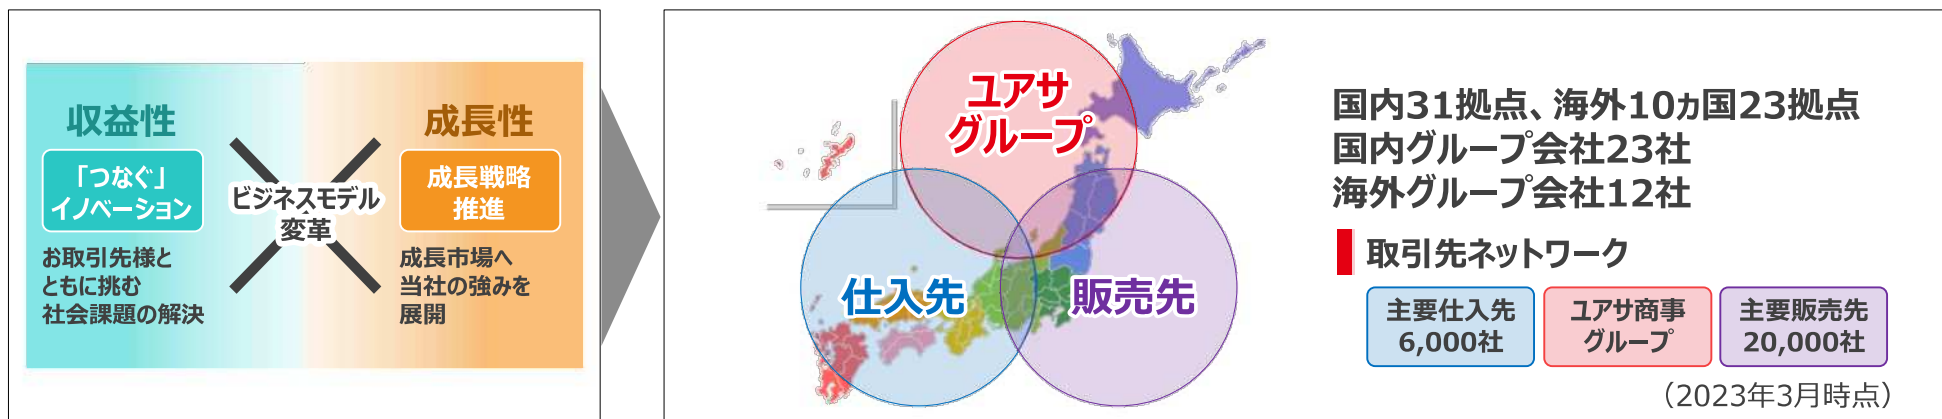 収益性
「つなぐ」
イノベーション
お取引先様と
ともに挑む
社会課題の解決
ビジネスモデル
変革
成長性
成長戦略
推進
成長市場へ
当社の強みを
展開
ユアサ
グループ
仕入先
販売先
国内31拠点、海外10ヵ国23拠点
国内グループ会社23社
海外グループ会社12社
取引先ネットワーク
主要仕入先
6,000社
ユアサ商事
グループ
主要販売先
20,000社
（2023年3月時点）